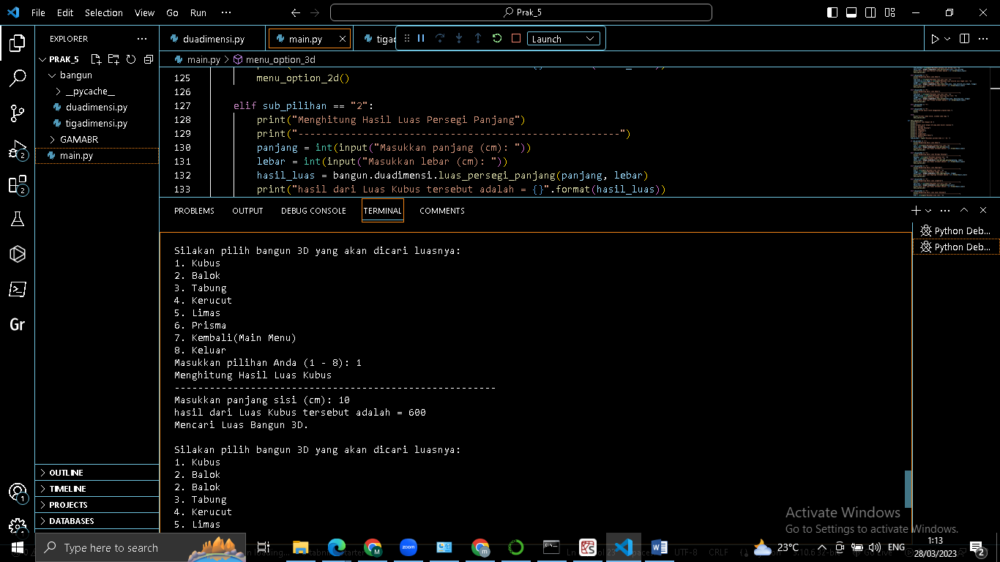 File Edit Selection View Go Run ··· Prak_5
EXPLORER ···
PRAK_5
bangun
__pycache__
duadimensi.py
tigadimensi.py
GAMABR
main.py
OUTLINE
TIMELINE
PROJECTS
DATABASES
2
2
Gr
1
duadimensi.py main.py Launch
main.py > menu_option_3d
125 menu_option_2d()
126
127 elif sub_pilihan == "2":
128 print("Menghitung Hasil Luas Persegi Panjang")
129 print("-------------------------------------------------------")
130 panjang = int(input("Masukkan panjang (cm): "))
131 lebar = int(input("Masukkan lebar (cm): "))
132 hasil_luas = bangun.duadimensi.luas_persegi_panjang(panjang, lebar)
133 print("hasil dari Luas Kubus tersebut adalah = {}".format(hasil_luas))
PROBLEMS OUTPUT DEBUG CONSOLE TERMINAL COMMENTS
Python Deb...
Python Deb...
Silakan pilih bangun 3D yang akan dicari luasnya:
1. Kubus
2. Balok
3. Tabung
4. Kerucut
5. Limas
6. Prisma
7. Kembali(Main Menu)
8. Keluar
Masukkan pilihan Anda (1 - 8): 1
Menghitung Hasil Luas Kubus
-------------------------------------------------------
Masukkan panjang sisi (cm): 10
hasil dari Luas Kubus tersebut adalah = 600
Mencari Luas Bangun 3D.
Silakan pilih bangun 3D yang akan dicari luasnya:
1. Kubus
2. Balok
2. Balok
3. Tabung
4. Kerucut
5. Limas
Activate Windows
Go to Settings to activate Windows.
Type here to search
zoom
23°C ENG
1:13
28/03/2023
2